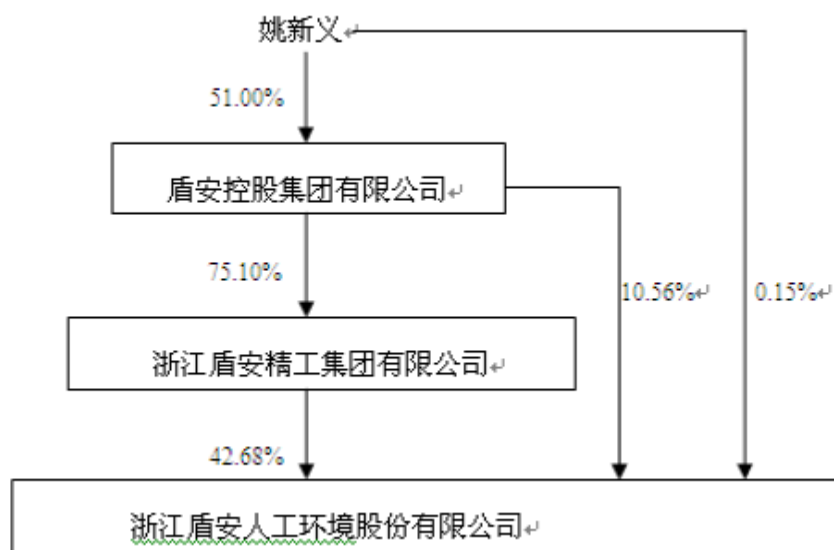 姚新义
51.00%
盾安控股集团有限公司
75.10%
10.56%
0.15%
浙江盾安精工集团有限公司
42.68%
浙江盾安人工环境股份有限公司